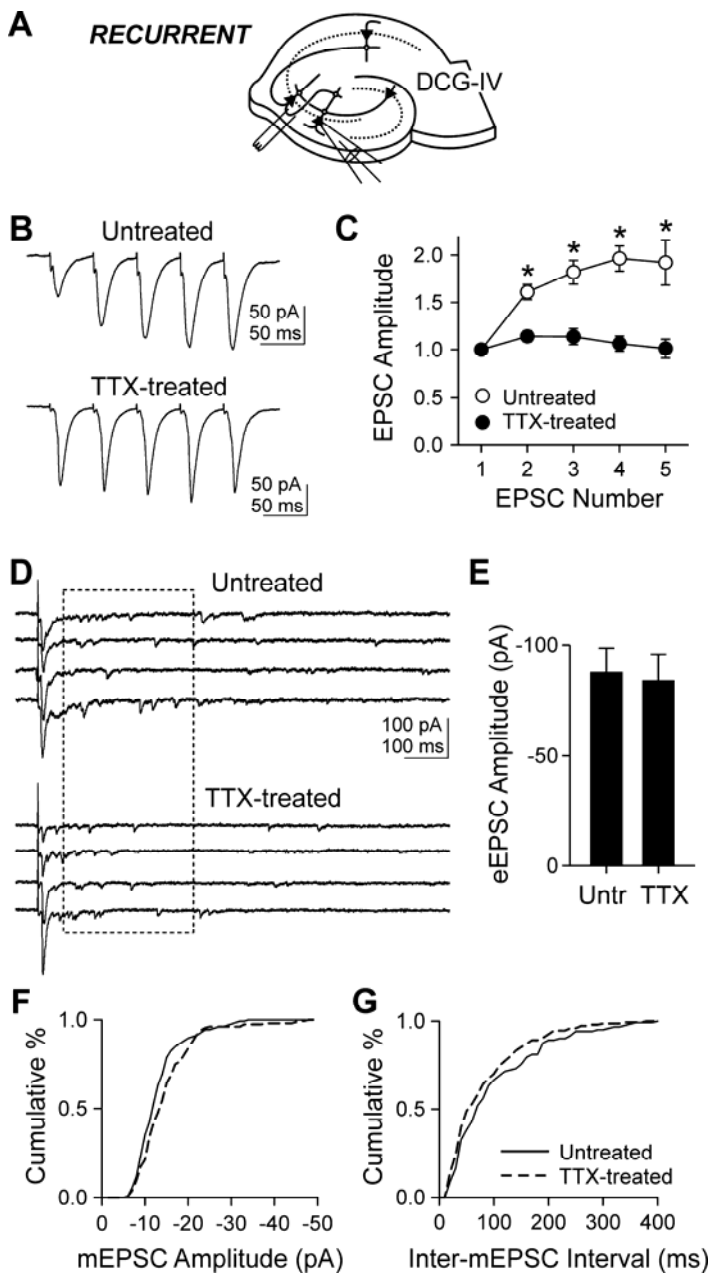 A
RECURRENT
DCG-IV
B
Untreated
50 pA
50 ms
TTX-treated
50 pA
50 ms
C
EPSC Amplitude
2.0
1.5
1.0
0.5
0.0
* * * *
Untreated
TTX-treated
1 2 3 4 5
EPSC Number
D
Untreated
100 pA
100 ms
TTX-treated
E
eEPSC Amplitude (pA)
-100
-50
0
Untr TTX
F
Cumulative %
1.0
0.5
0.0
0 -10 -20 -30 -40 -50
mEPSC Amplitude (pA)
G
Cumulative %
1.0
0.5
0.0
Untreated
TTX-treated
0 100 200 300 400
Inter-mEPSC Interval (ms)